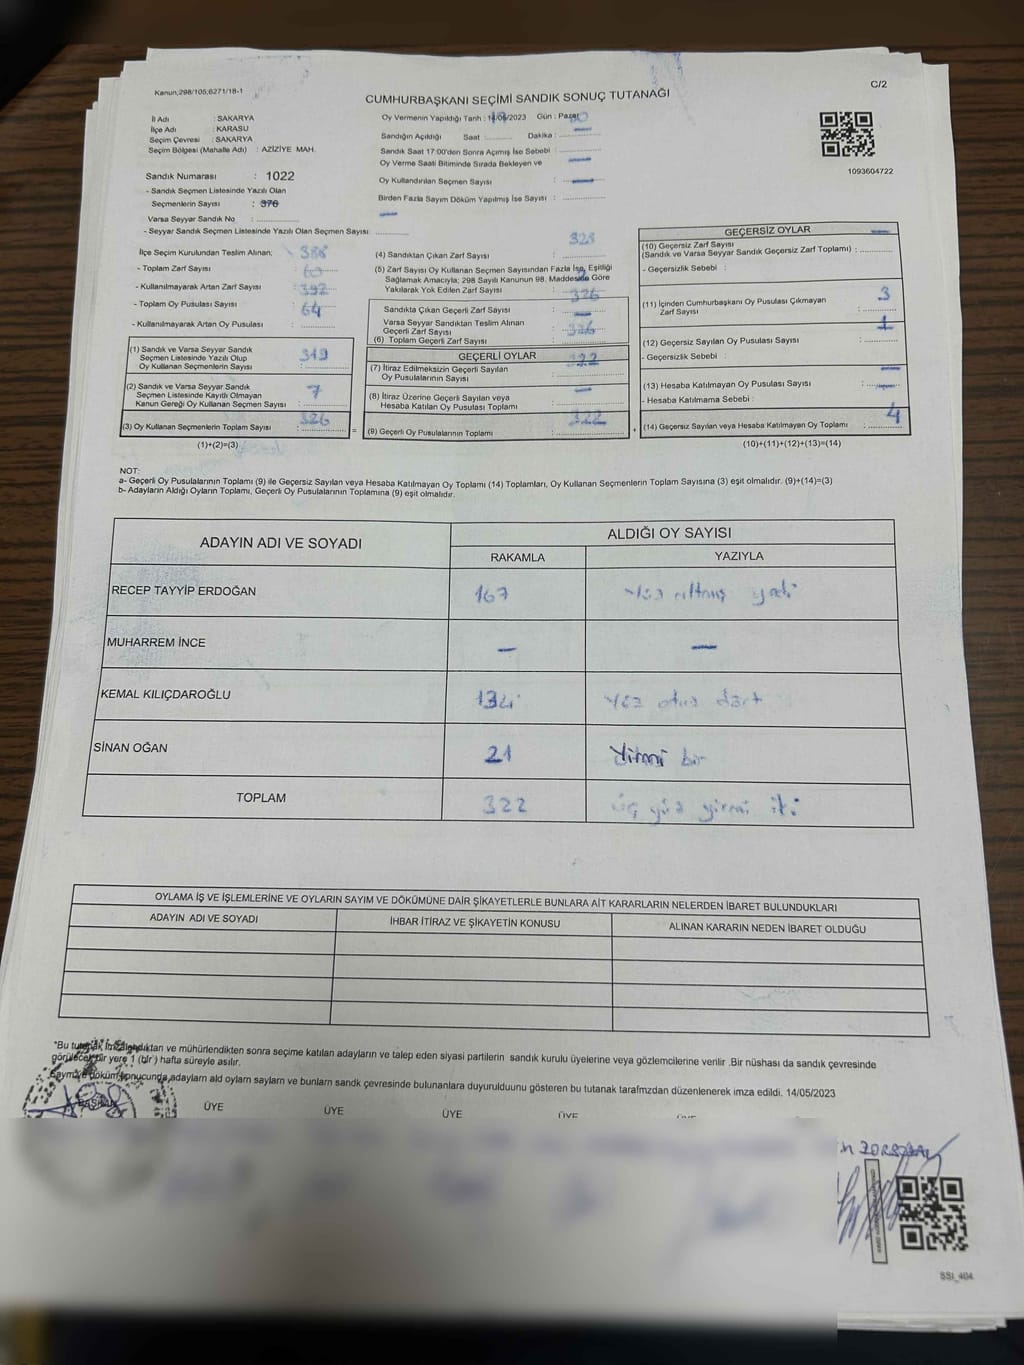 Kanun;298/105;6271/18-1
C/2
CUMHURBAŞKANI SEÇİMİ SANDIK SONUÇ TUTANAĞI
İl Adı : SAKARYA
İlçe Adı : KARASU
Seçim Çevresi : SAKARYA
Seçim Bölgesi (Mahalle Adı) : AZİZİYE MAH.
Oy Vermenin Yapıldığı Tarih : 14/05/2023 Gün : Pazar
Sandığın Açıldığı Saat :.......... Dakika :..............
Sandık Saat 17:00'den Sonra Açımış İse Sebebi :..............
Oy Verme Saati Bitiminde Sırada Bekleyen ve
Oy Kullandırılan Seçmen Sayısı :
Birden Fazla Sayım Döküm Yapılmış İse Sayısı :..............
1093604722
Sandık Numarası : 1022
- Sandık Seçmen Listesinde Yazılı Olan
Seçmenlerin Sayısı : 376
Varsa Seyyar Sandık No :..............
- Seyyar Sandık Seçmen Listesinde Yazılı Olan Seçmen Sayısı :..............
İlçe Seçim Kurulundan Teslim Alınan;
- Toplam Zarf Sayısı
- Kullanılmayarak Artan Zarf Sayısı : 60
- Toplam Oy Pusulası Sayısı : 392
- Kullanılmayarak Artan Oy Pusulası : 64
(1) Sandık ve Varsa Seyyar Sandık
Seçmen Listesinde Yazılı Olup
Oy Kullanan Seçmenlerin Sayısı : 319
(2) Sandık ve Varsa Seyyar Sandık
Seçmen Listesinde Kayıtlı Olmayan
Kanun Gereği Oy Kullanan Seçmen Sayısı : 7
(3) Oy Kullanan Seçmenlerin Toplam Sayısı : 326
(1)+(2)=(3)
(4) Sandıktan Çıkan Zarf Sayısı : 328
(5) Zarf Sayısı Oy Kullanan Seçmen Sayısından Fazla İse, Eşitliği
Sağlamak Amacıyla; 298 Sayılı Kanunun 98. Maddesine Göre
Yakılarak Yok Edilen Zarf Sayısı : 2
Sandıkta Çıkan Geçerli Zarf Sayısı : 326
Varsa Seyyar Sandıktan Teslim Alınan
Geçerli Zarf Sayısı : —
(6) Toplam Geçerli Zarf Sayısı : 326
GEÇERLİ OYLAR
(7) İtiraz Edilmeksizin Geçerli Sayılan
Oy Pusulalarının Sayısı : 322
(8) İtiraz Üzerine Geçerli Sayılan veya
Hesaba Katılan Oy Pusulası Toplamı : —
(9) Geçerli Oy Pusulalarının Toplamı : 322
GEÇERSİZ OYLAR
(10) Geçersiz Zarf Sayısı
(Sandık ve Varsa Seyyar Sandık Geçersiz Zarf Toplamı) : —
- Geçersizlik Sebebi :
(11) İçinden Cumhurbaşkanı Oy Pusulası Çıkmayan
Zarf Sayısı : 3
(12) Geçersiz Sayılan Oy Pusulası Sayısı : 1
- Geçersizlik Sebebi :
(13) Hesaba Katılmayan Oy Pusulası Sayısı : —
- Hesaba Katılmama Sebebi :
(14) Geçersiz Sayılan veya Hesaba Katılmayan Oy Toplamı : 4
(10)+(11)+(12)+(13)=(14)
NOT:
a- Geçerli Oy Pusulalarının Toplamı (9) ile Geçersiz Sayılan veya Hesaba Katılmayan Oy Toplamı (14) Toplamları, Oy Kullanan Seçmenlerin Toplam Sayısına (3) eşit olmalıdır. (9)+(14)=(3)
b- Adayların Aldığı Oyların Toplamı, Geçerli Oy Pusulalarının Toplamına (9) eşit olmalıdır.
ADAYIN ADI VE SOYADI
ALDIĞI OY SAYISI
RAKAMLA YAZIYLA
RECEP TAYYİP ERDOĞAN 167 Yüz altmış yedi
MUHARREM İNCE — —
KEMAL KILIÇDAROĞLU 134 Yüz otuz dört
SİNAN OĞAN 21 Yirmi bir
TOPLAM 322 üç yüz yirmi iki
OYLAMA İŞ VE İŞLEMLERİNE VE OYLARIN SAYIM VE DÖKÜMÜNE DAİR ŞİKAYETLERLE BUNLARA AİT KARARLARIN NELERDEN İBARET BULUNDUKLARI
ADAYIN ADI VE SOYADI İHBAR İTİRAZ VE ŞİKAYETİN KONUSU ALINAN KARARIN NEDEN İBARET OLDUĞU
"Bu tutanak imzalandıktan ve mühürlendikten sonra seçime katılan adayların ve talep eden siyasi partilerin sandık kurulu üyelerine veya gözlemcilerine verilir .Bir nüshası da sandık çevresinde
görülecek bir yere 1 (bir) hafta süreyle asılır.
Sayım ve döküm sonucunda adayların ald oyların sayların ve bunların sandk çevresinde bulunanlara duyurulduunu gösteren bu tutanak tarafmzdan düzenlenerek imza edildi. 14/05/2023
BAŞKAN ÜYE ÜYE ÜYE ÜYE
SSI_404